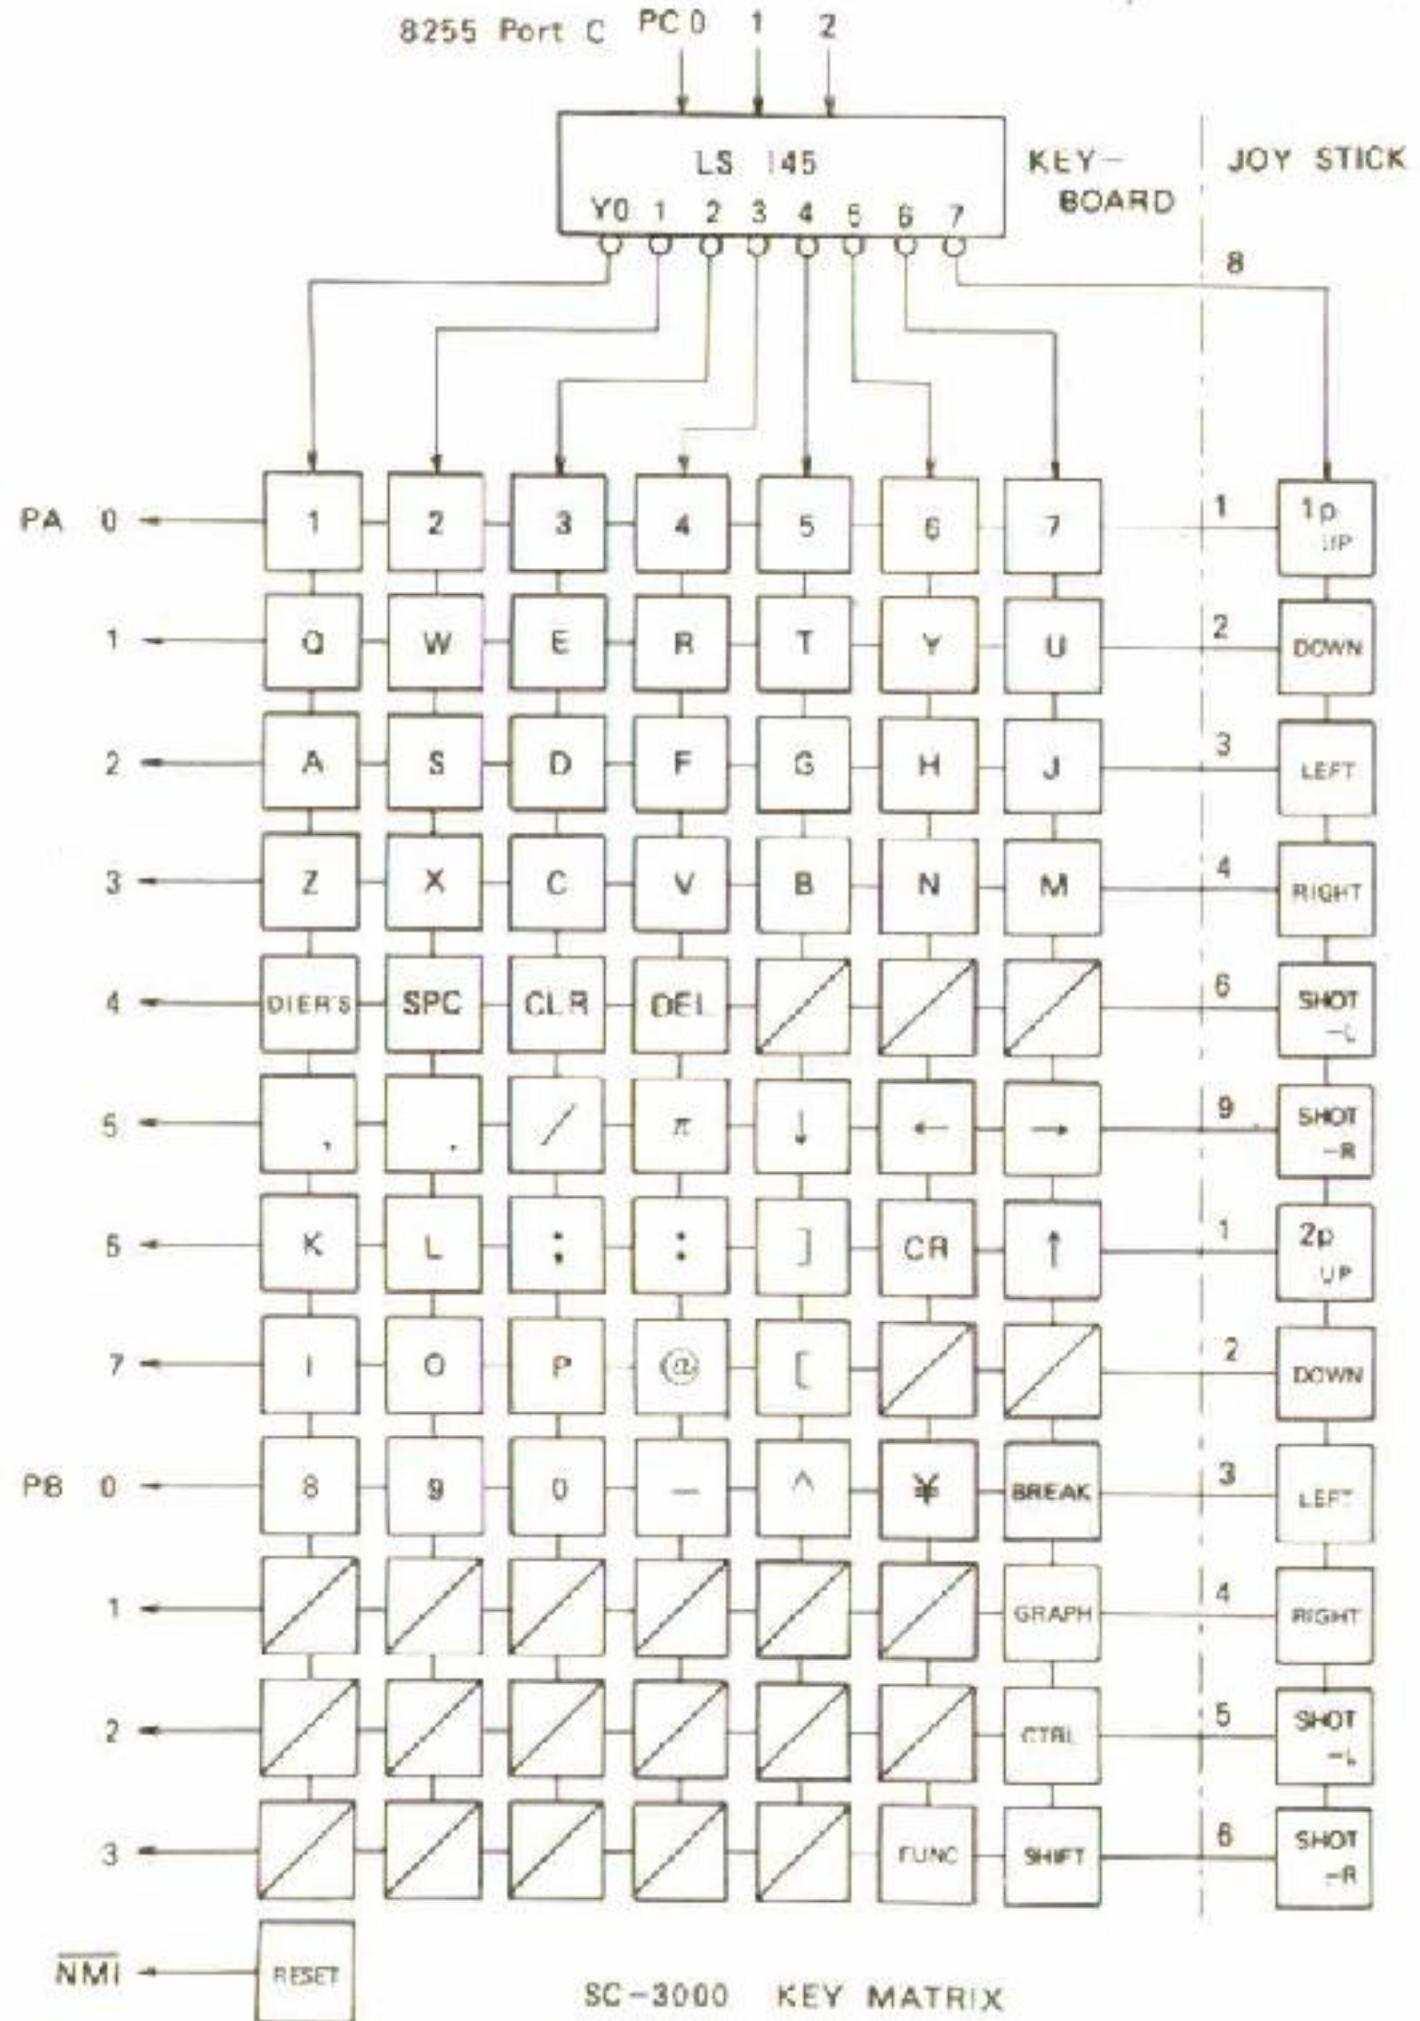 8255 Port C PC0 1 2
LS 145
KEY-
BOARD
JOY STICK
Y0 1 2 3 4 5 6 7
8
PA 0 1 2 3 4 5 6 7 1 1p UP
1 Q W E R T Y U 2 DOWN
2 A S D F G H J 3 LEFT
3 Z X C V B N M 4 RIGHT
4 DIER'S SPC CLR DEL 6 SHOT -L
5 , . / π ↓ ← → 9 SHOT -R
6 K L ; : ] CR ↑ 1 2p UP
7 I O P @ [ 2 DOWN
PB 0 8 9 0 — ^ ¥ BREAK 3 LEFT
1 GRAPH 4 RIGHT
2 CTRL 5 SHOT -L
3 FUNC SHIFT 6 SHOT -R
NMI RESET
SC-3000 KEY MATRIX